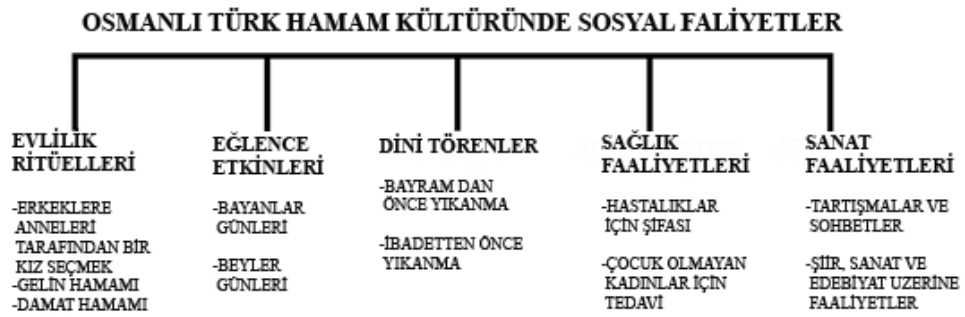 OSMANLI TÜRK HAMAM KÜLTÜRÜNDE SOSYAL FALİYETLER
EVLİLİK
RİTÜELLERİ
-ERKEKLERE
ANNELERİ
TARAFINDAN BİR
KIZ SEÇMEK
-GELİN HAMAMI
-DAMAT HAMAMI
EĞLENCE
ETKİNLERİ
-BAYANLAR
GÜNLERİ
-BEYLER
GÜNLERİ
DİNİ TÖRENLER
-BAYRAM DAN
ÖNCE YIKANMA
-İBADETTEN ÖNCE
YIKANMA
SAĞLIK
FAALİYETLERİ
-HASTALIKLAR
İÇİN ŞİFASI
-ÇOCUK OLMAYAN
KADINLAR İÇİN
TEDAVİ
SANAT
FAALİYETLERİ
-TARTIŞMALAR VE
SOHBETLER
-ŞİİR, SANAT VE
EDEBİYAT UZERİNE
FAALİYETLER